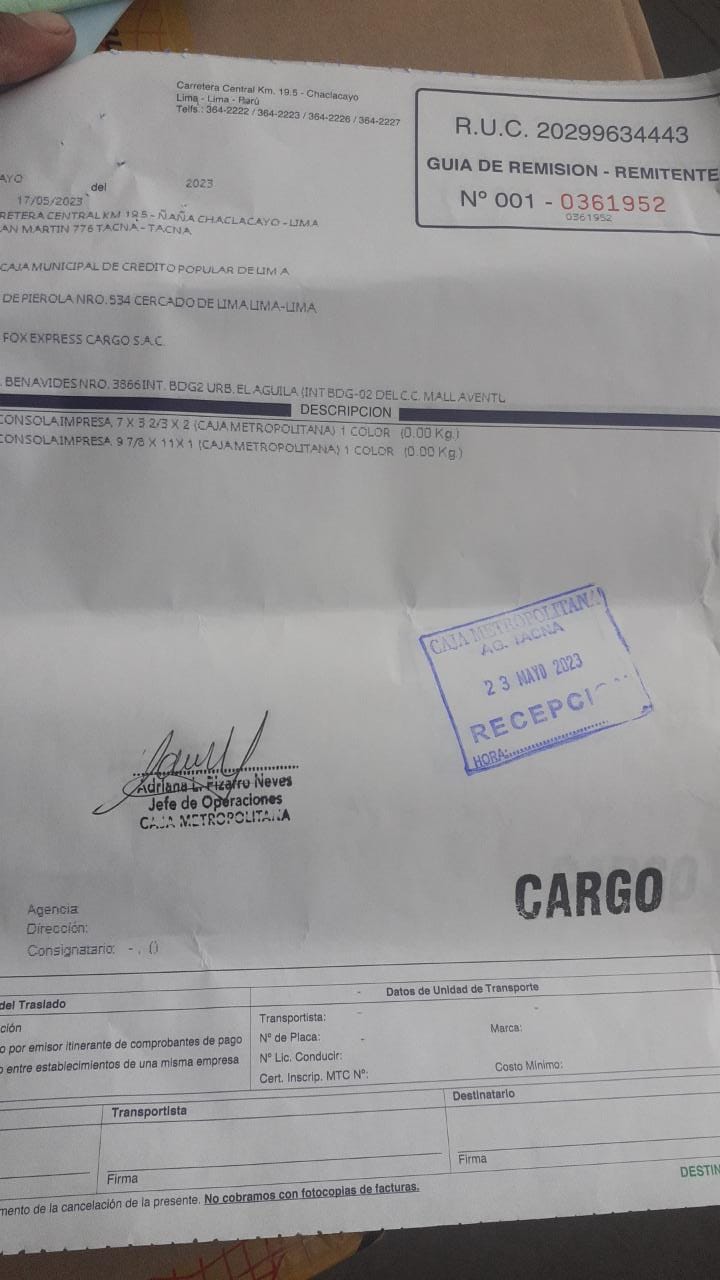 Carretera Central Km. 19.5 - Chaclacayo
Lima - Lima - Perú
Telfs.: 364-2222 / 364-2223 / 364-2226 / 364-2227
R.U.C. 20299634443
GUIA DE REMISION - REMITENTE
Nº 001 - 0361952
0361952
AYO del 2023
17/05/2023
RETERA CENTRAL KM 19.5 - ÑAÑA CHACLACAYO - LIMA
AN MARTIN 776 TACNA - TACNA
CAJA MUNICIPAL DE CREDITO POPULAR DE LIMA
DE PIEROLA NRO. 534 CERCADO DE LIMA LIMA-LIMA
FOX EXPRESS CARGO S.A.C.
. BENAVIDES NRO. 3866 INT. BDG2 URB. EL AGUILA (INT BDG-02 DEL C.C. MALL AVENTU
DESCRIPCION
CONSOLA IMPRESA 7 X 5 2/3 X 2 (CAJA METROPOLITANA) 1 COLOR (0.00 Kg.)
CONSOLA IMPRESA 9 7/8 X 11 X 1 (CAJA METROPOLITANA) 1 COLOR (0.00 Kg.)
CAJA METROPOLITANA
AG. TACNA
23 MAYO 2023
RECEPCI
HORA:
Adriana L. Pizarro Neves
Jefe de Operaciones
CAJA METROPOLITANA
CARGO
Agencia:
Dirección:
Consignatario: - , ()
del Traslado
Datos de Unidad de Transporte
ción
o por emisor itinerante de comprobantes de pago
o entre establecimientos de una misma empresa
Transportista: -
Nº de Placa: -
Marca:
Nº Lic. Conducir:
Cert. Inscrip. MTC Nº:
Costo Minimo:
Transportista
Destinatario
Firma
Firma
DESTIN
mento de la cancelación de la presente. No cobramos con fotocopias de facturas.